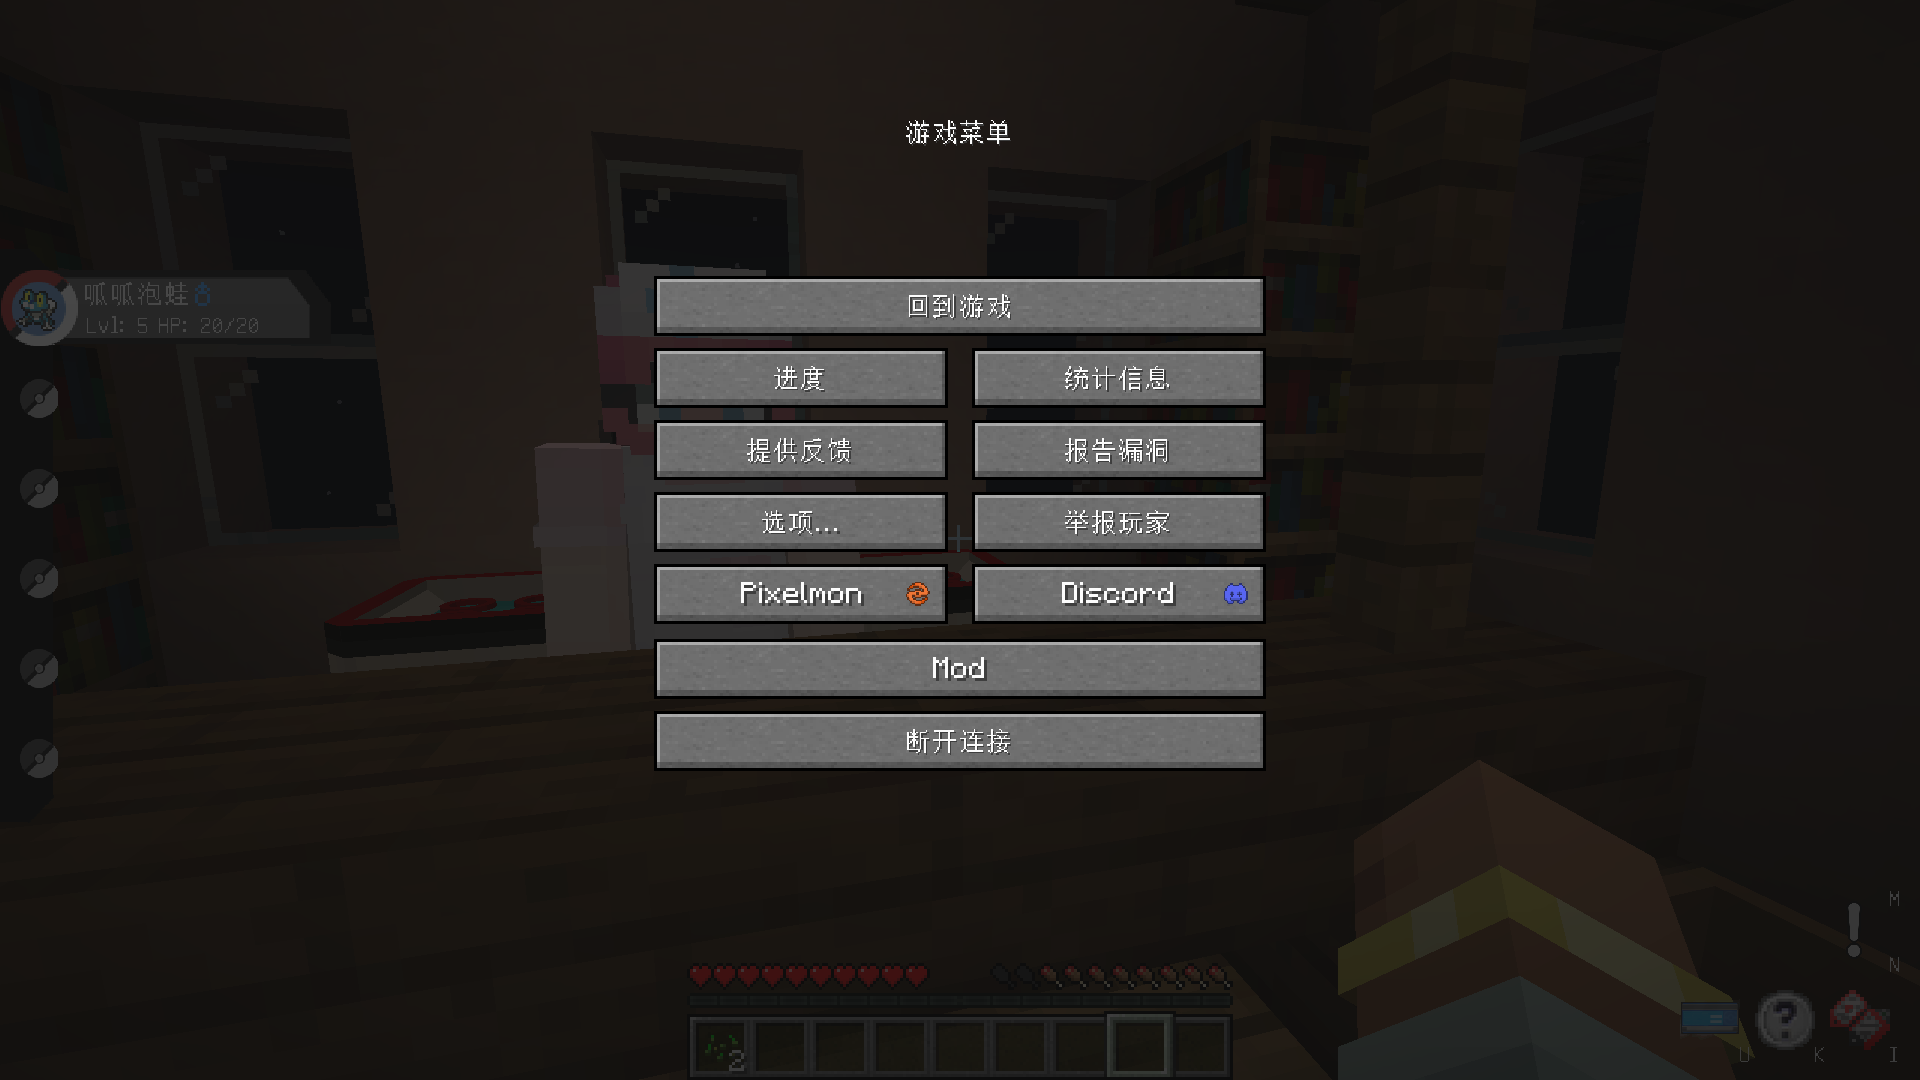 游戏菜单
呱呱泡蛙♂
Lvl: 5 HP: 20/20
回到游戏
进度
统计信息
提供反馈
报告漏洞
选项...
举报玩家
Pixelmon
Discord
Mod
断开连接
M
N
2
?
U
K
I